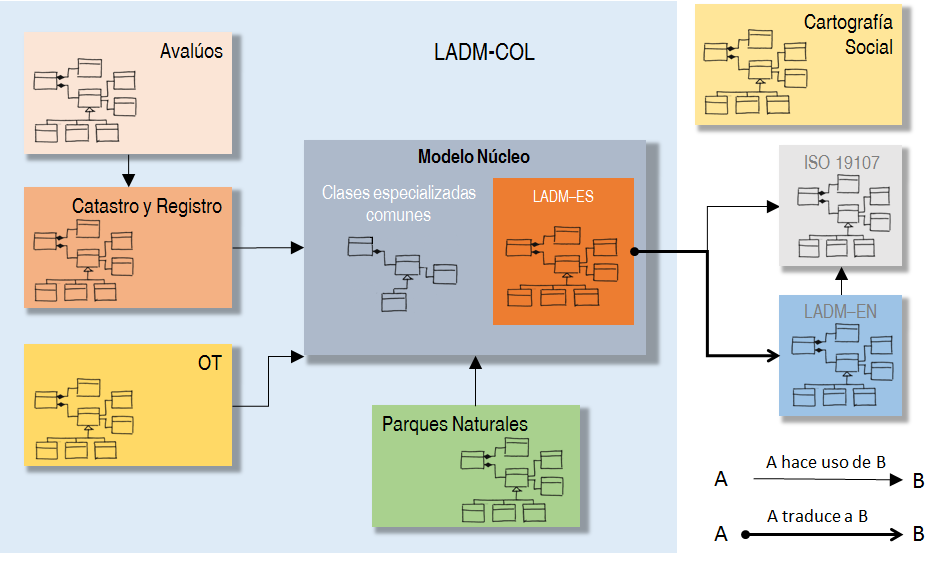 LADM-COL
Avalúos
Catastro y Registro
OT
Modelo Núcleo
Clases especializadas
comunes
LADM–ES
Parques Naturales
Cartografía
Social
ISO 19107
LADM–EN
A hace uso de B
A B
A traduce a B
A B